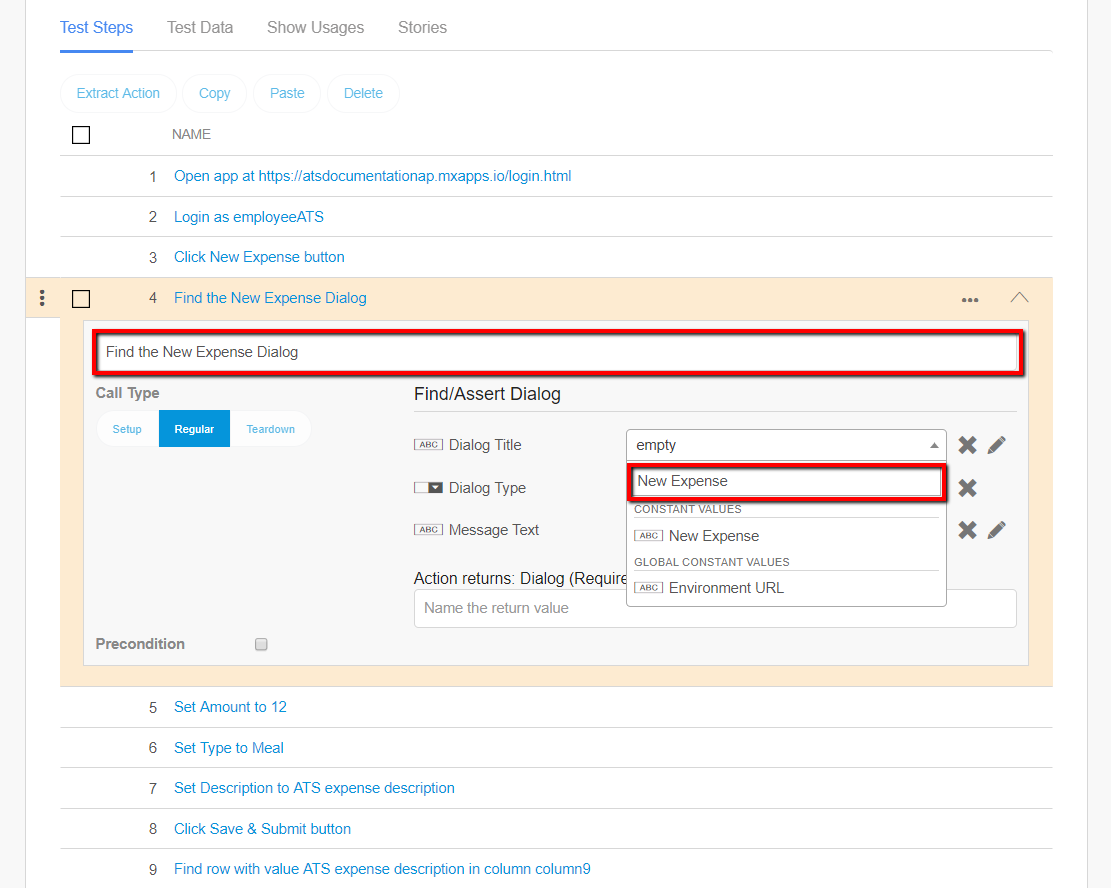 Test Steps Test Data Show Usages Stories
Extract Action Copy Paste Delete
NAME
1 Open app at https://atsdocumentationap.mxapps.io/login.html
2 Login as employeeATS
3 Click New Expense button
4 Find the New Expense Dialog
Find the New Expense Dialog
Call Type
Setup Regular Teardown
Find/Assert Dialog
ABC Dialog Title empty
New Expense
Dialog Type
CONSTANT VALUES
ABC Message Text
ABC New Expense
GLOBAL CONSTANT VALUES
ABC Environment URL
Action returns: Dialog (Require
Name the return value
Precondition
5 Set Amount to 12
6 Set Type to Meal
7 Set Description to ATS expense description
8 Click Save & Submit button
9 Find row with value ATS expense description in column column9